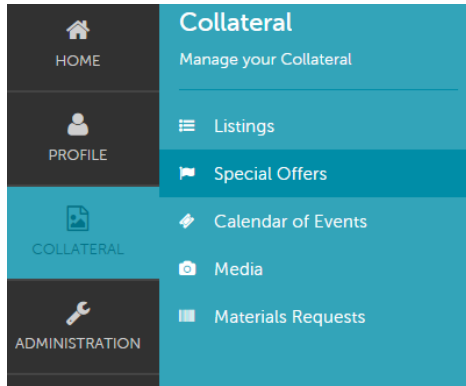 HOME
PROFILE
COLLATERAL
ADMINISTRATION
Collateral
Manage your Collateral
Listings
Special Offers
Calendar of Events
Media
Materials Requests